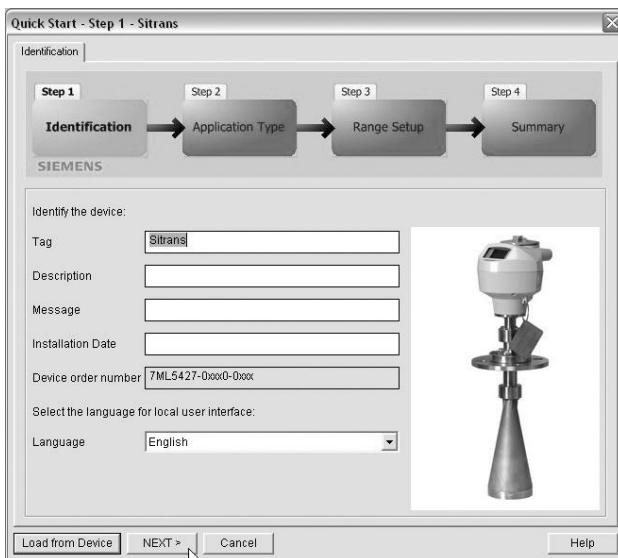 Quick Start - Step 1 - Sitrans
Identification
Step 1
Step 2
Step 3
Step 4
Identification
Application Type
Range Setup
Summary
SIEMENS
Identify the device:
Tag
Sitrans
Description
Message
Installation Date
Device order number
7ML5427-0xxx0-0xxx
Select the language for local user interface:
Language
English
Load from Device
NEXT >
Cancel
Help